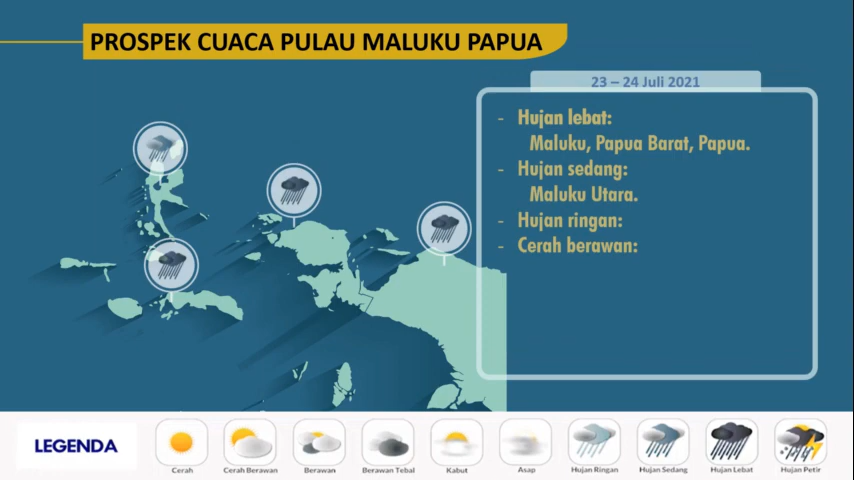 PROSPEK CUACA PULAU MALUKU PAPUA
23 – 24 Juli 2021
- Hujan lebat:
Maluku, Papua Barat, Papua.
- Hujan sedang:
Maluku Utara.
- Hujan ringan:
- Cerah berawan:
LEGENDA
Cerah
Cerah Berawan
Berawan
Berawan Tebal
Kabut
Asap
Hujan Ringan
Hujan Sedang
Hujan Lebat
Hujan Petir